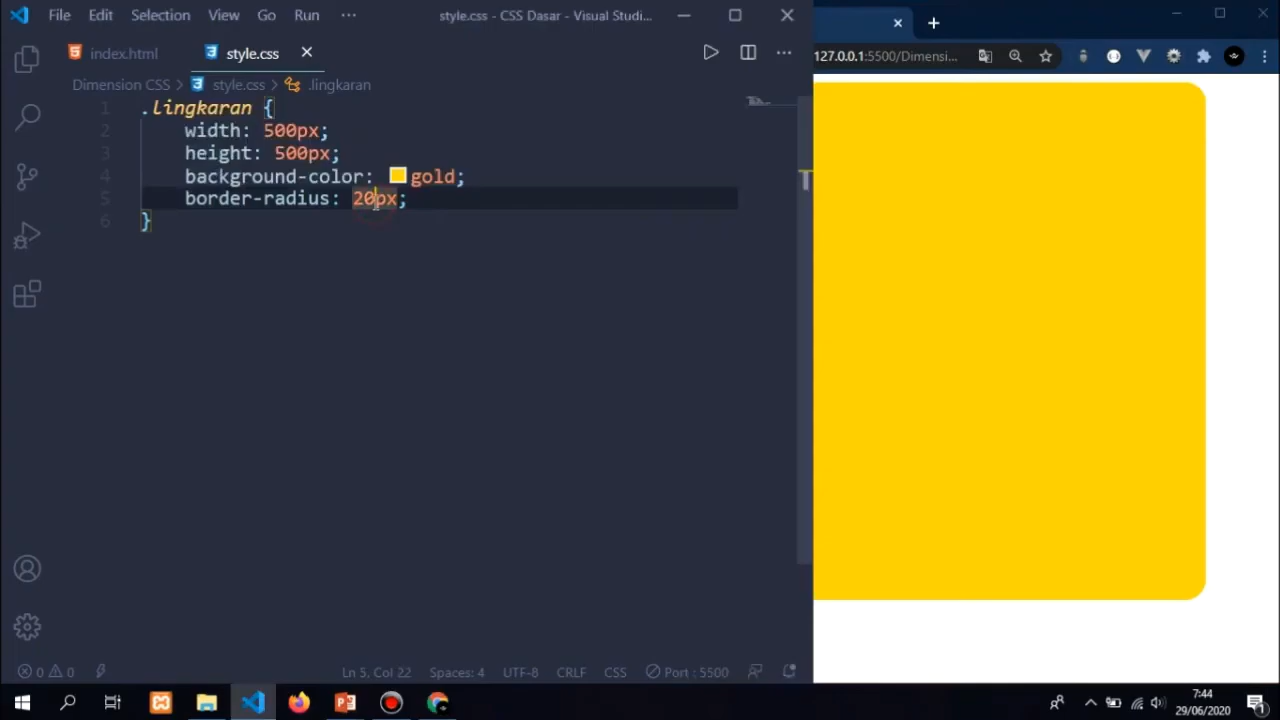 File Edit Selection View Go Run ··· style.css - CSS Dasar - Visual Studi...
index.html style.css
127.0.0.1:5500/Dimensi...
Dimension CSS > style.css > .lingkaran
1 .lingkaran {
2 width: 500px;
3 height: 500px;
4 background-color: gold;
5 border-radius: 20px;
6 }
0 0 Ln 5, Col 22 Spaces: 4 UTF-8 CRLF CSS Port : 5500
7:44
29/06/2020
1